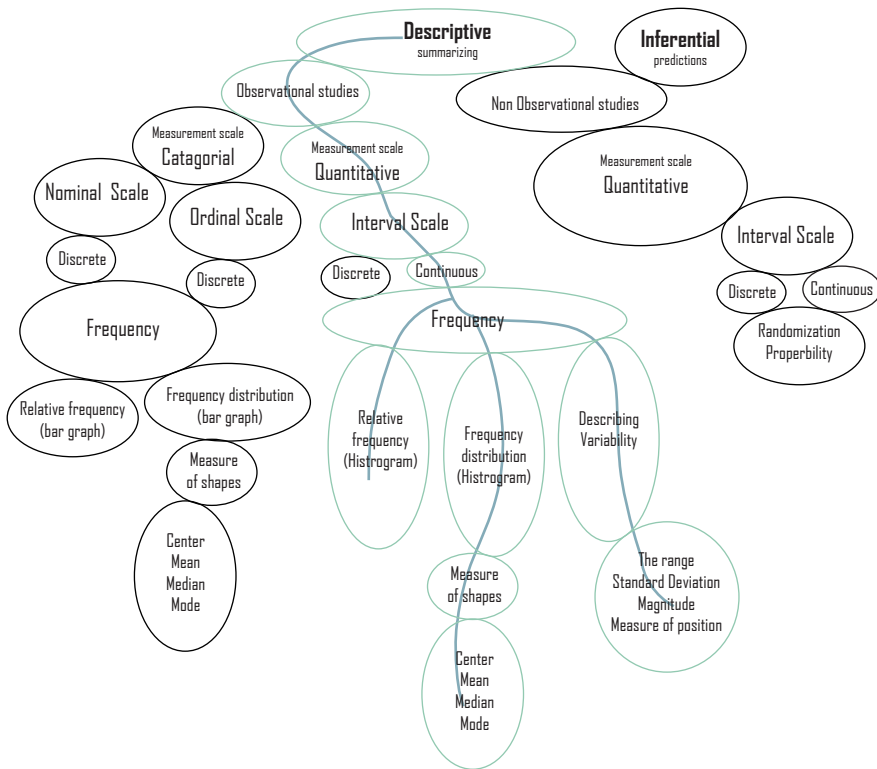 Descriptive
summarizing
Inferential
predictions
Observational studies
Non Observational studies
Measurement scale
Catagorial
Measurement scale
Quantitative
Measurement scale
Quantitative
Nominal Scale
Ordinal Scale
Interval Scale
Interval Scale
Discrete
Discrete
Discrete
Continuous
Discrete
Continuous
Frequency
Frequency
Randomization
Properbility
Relative frequency
(bar graph)
Frequency distribution
(bar graph)
Relative
frequency
(Histrogram)
Frequency
distribution
(Histrogram)
Describing
Variability
Measure
of shapes
Center
Mean
Median
Mode
Measure
of shapes
Center
Mean
Median
Mode
The range
Standard Deviation
Magnitude
Measure of position